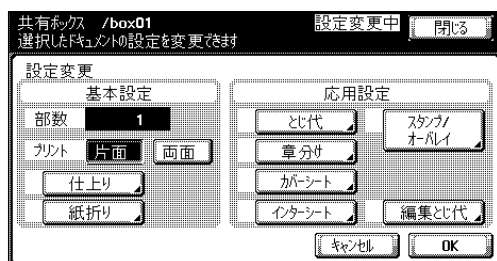 共有ボックス /box01 設定変更中 閉じる
選択したドキュメントの設定を変更できます
設定変更
基本設定 応用設定
部数 1
プリント 片面 両面
仕上り
紙折り
とじ代 スタンプ/
オーバレイ
章分け
カバーシート
インターシート 編集とじ代
キャンセル OK